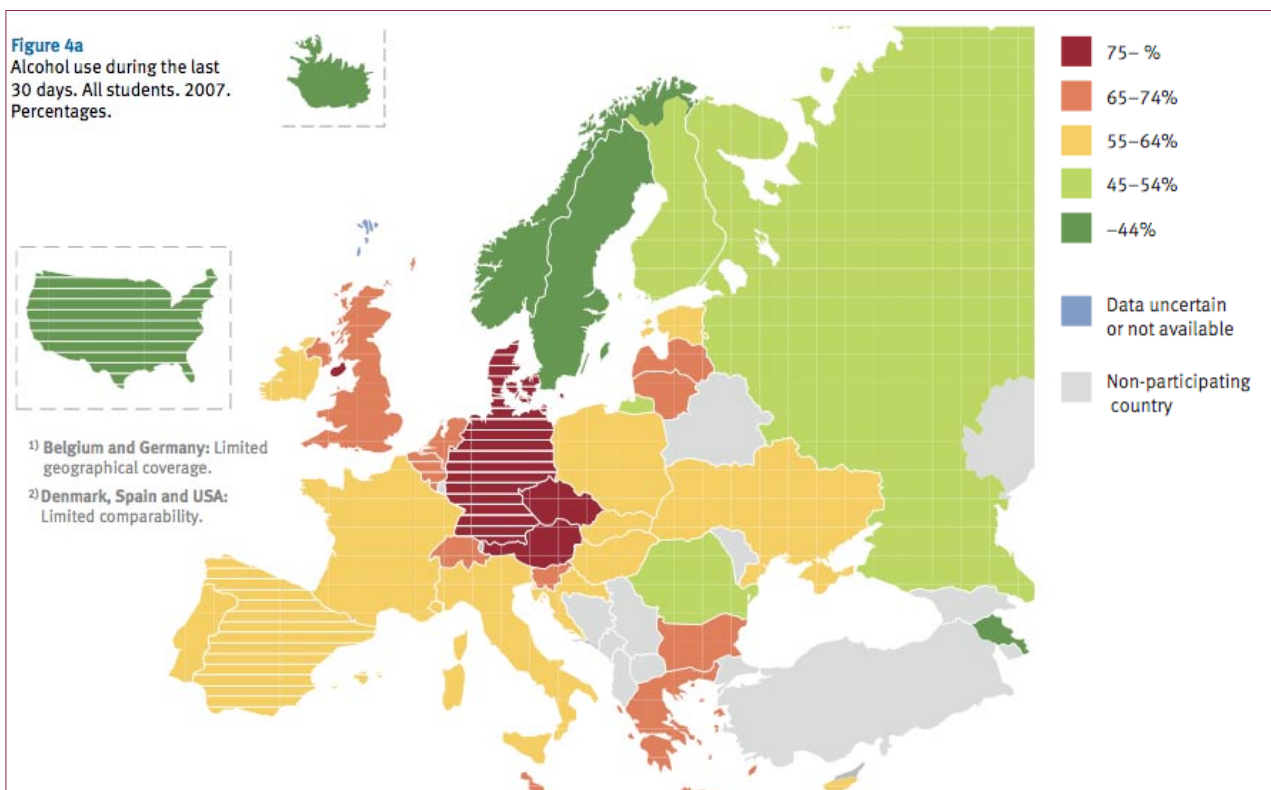 Figure 4a
Alcohol use during the last
30 days. All students. 2007.
Percentages.
75– %
65–74%
55–64%
45–54%
–44%
Data uncertain
or not available
Non-participating
country
1) Belgium and Germany: Limited
geographical coverage.
2) Denmark, Spain and USA:
Limited comparability.